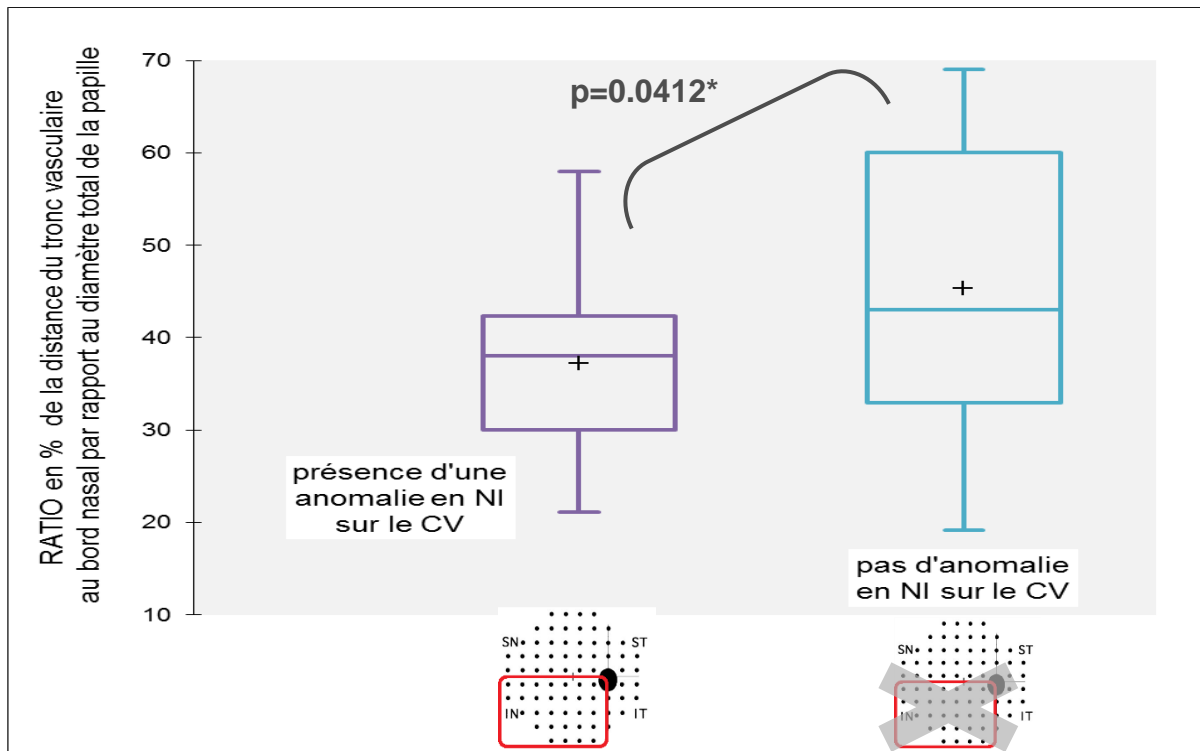 RATIO en % de la distance du tronc vasculaire
au bord nasal par rapport au diamètre total de la papille
70
60
50
40
30
20
10
p=0.0412*
présence d'une
anomalie en NI
sur le CV
pas d'anomalie
en NI sur le CV
SN
ST
IN
IT
SN
ST
IN
IT